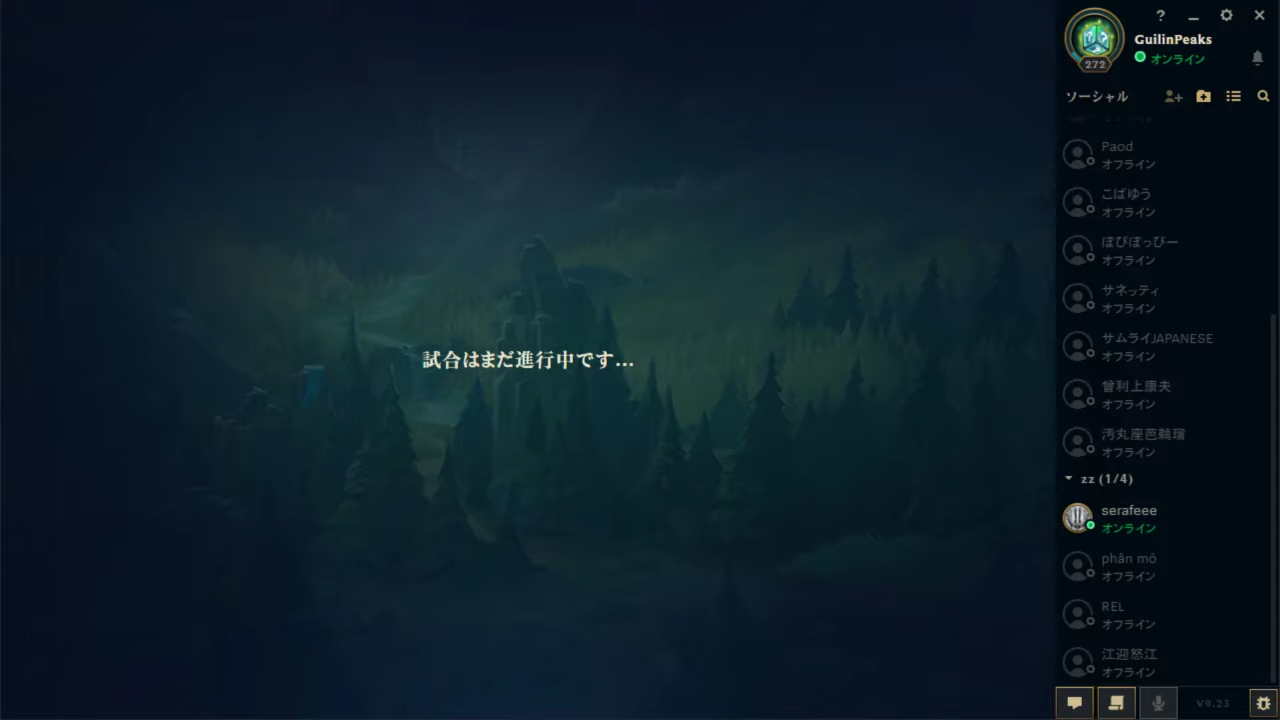 ?
GuilinPeaks
オンライン
272
ソーシャル
Paod
オフライン
こばゆう
オフライン
ぽぴぽっぴー
オフライン
サネッティ
オフライン
サムライJAPANESE
オフライン
試合はまだ進行中です...
曾利上康夫
オフライン
汚丸座芭鵜瑠
オフライン
zz (1/4)
serafeee
オンライン
phân mô
オフライン
REL
オフライン
江迎怒江
オフライン
V9.23